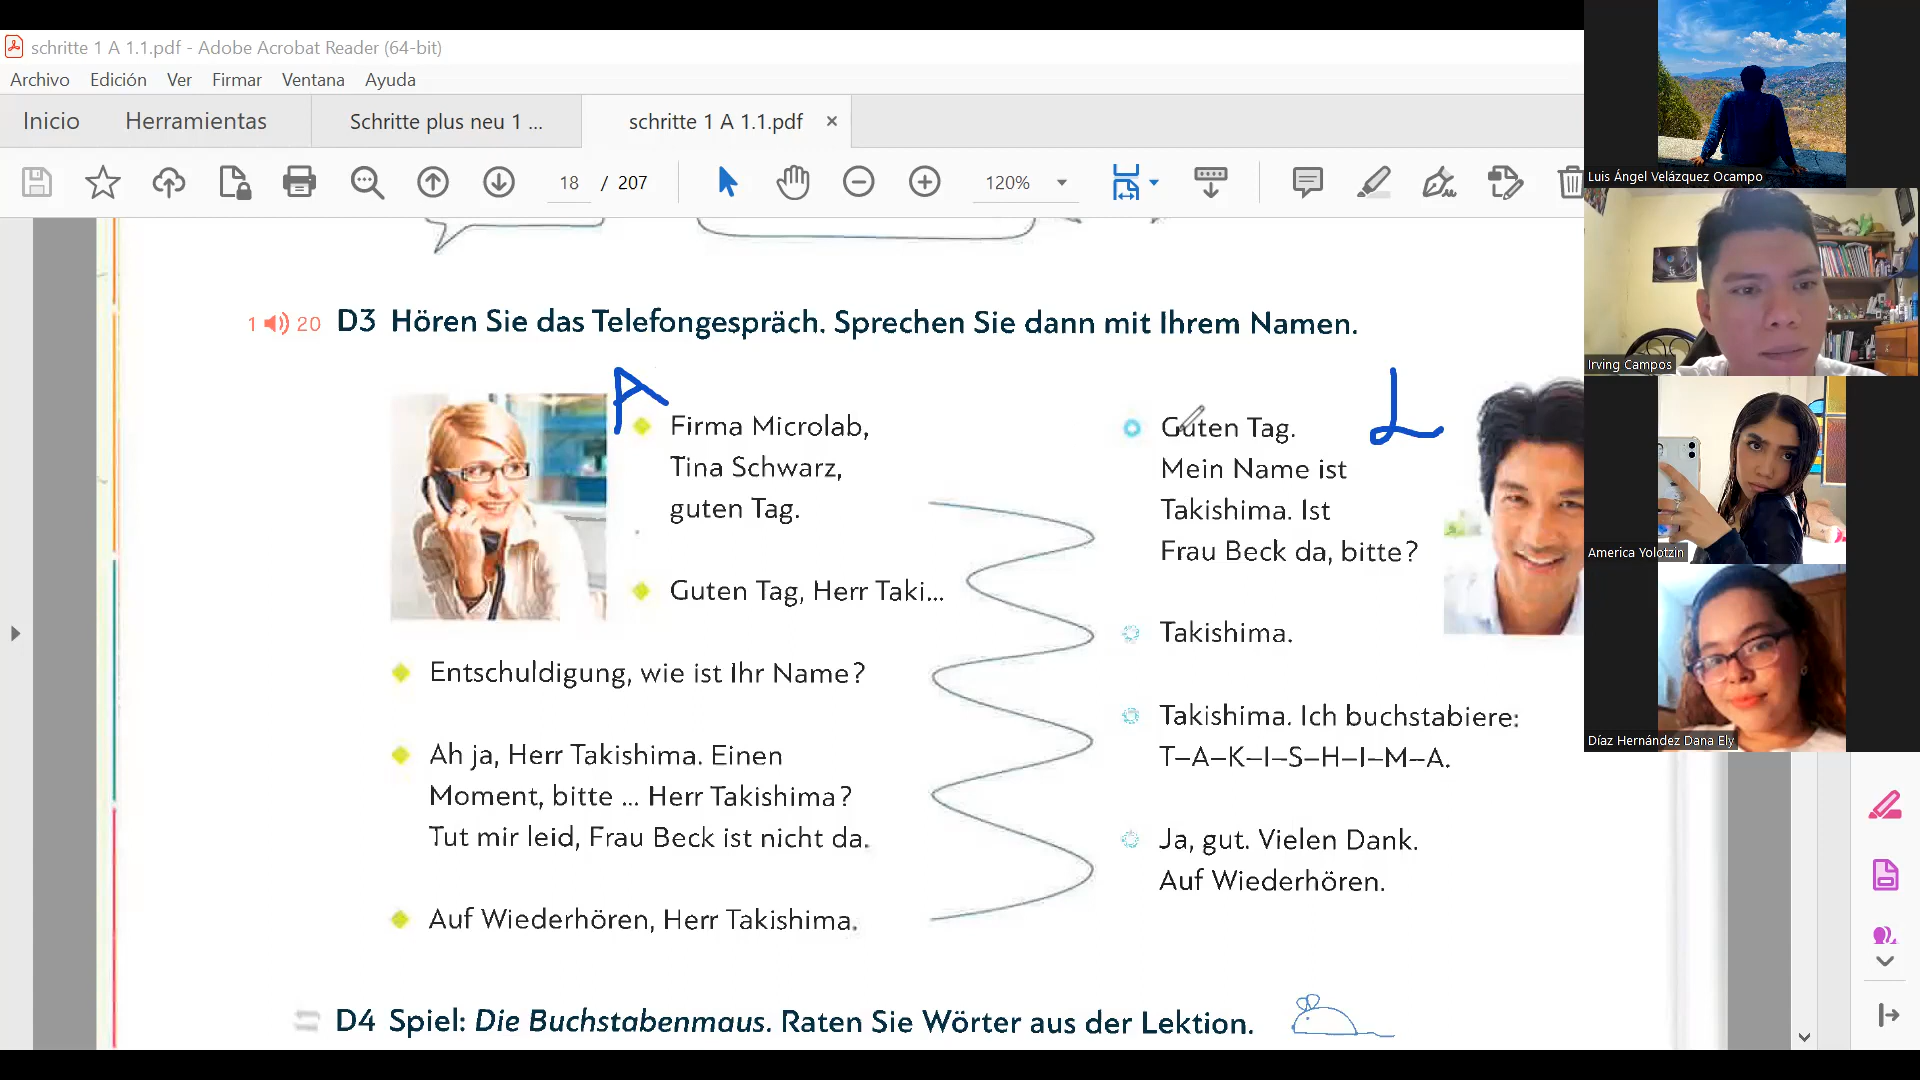 schritte 1 A 1.1.pdf - Adobe Acrobat Reader (64-bit)
Archivo Edición Ver Firmar Ventana Ayuda
Inicio Herramientas Schritte plus neu 1 ... schritte 1 A 1.1.pdf ×
18 / 207 120%
1 20 D3 Hören Sie das Telefongespräch. Sprechen Sie dann mit Ihrem Namen.
A
Firma Microlab,
Tina Schwarz,
guten Tag.
Guten Tag, Herr Taki...
Entschuldigung, wie ist Ihr Name?
Ah ja, Herr Takishima. Einen
Moment, bitte ... Herr Takishima?
Tut mir leid, Frau Beck ist nicht da.
Auf Wiederhören, Herr Takishima.
L
Guten Tag.
Mein Name ist
Takishima. Ist
Frau Beck da, bitte?
Takishima.
Takishima. Ich buchstabiere:
T–A–K–I–S–H–I–M–A.
Ja, gut. Vielen Dank.
Auf Wiederhören.
D4 Spiel: Die Buchstabenmaus. Raten Sie Wörter aus der Lektion.
Luis Ángel Velázquez Ocampo
Irving Campos
America Yolotzin
Díaz Hernández Dana Ely